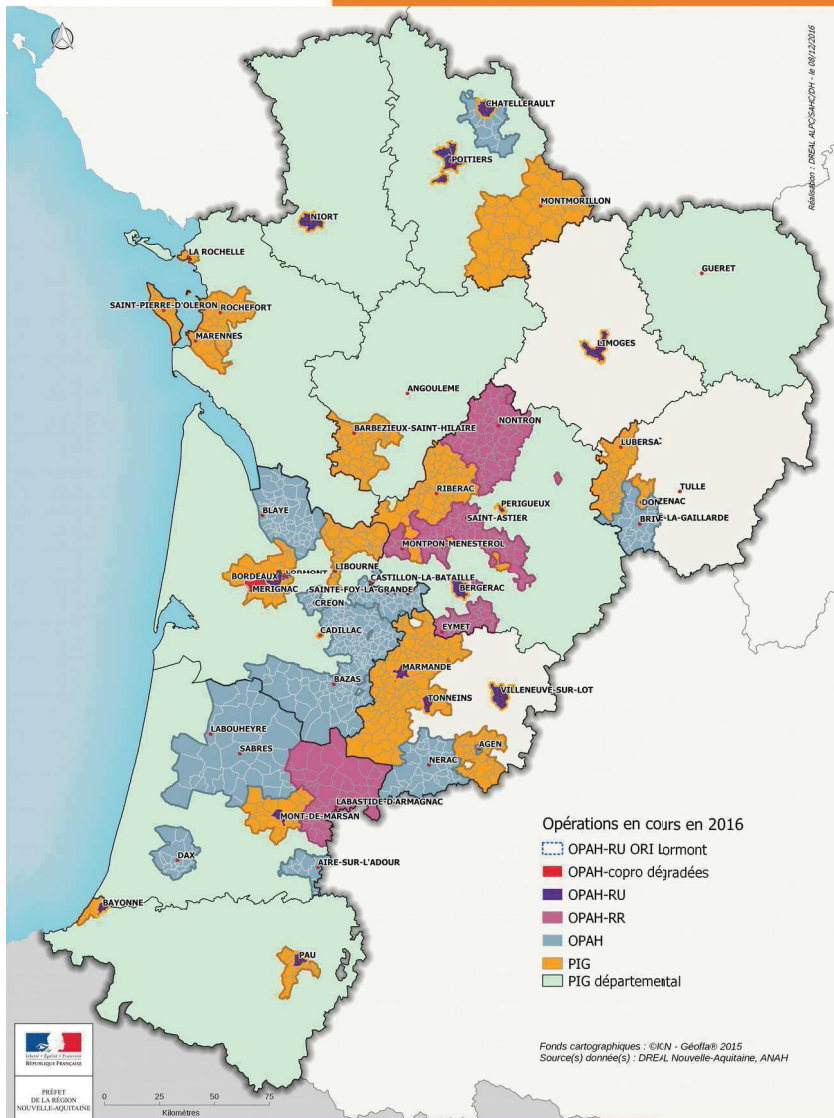 Réalisation : DREAL ALPC/SAHC/DH - le 08/12/2016
CHATELLERAULT
POITIERS
MONTMORILLON
NIORT
LA ROCHELLE
GUERET
SAINT-PIERRE-D'OLERON
ROCHEFORT
MARENNES
LIMOGES
ANGOULEME
BARBEZIEUX-SAINT-HILAIRE
NONTRON
LUBERSA
RIBERAC
TULLE
DONZENAC
PERIGUEUX
BLAYE
SAINT-ASTIER
BRIVE-LA-GAILLARDE
MONTPON-MENESTEROL
LIBOURNE
LORMONT
BORDEAUX
CASTILLON-LA-BATAILLE
MERIGNAC
SAINTE-FOY-LA-GRANDE
BERGERAC
CREON
EYMET
CADILLAC
MARMANDE
BAZAS
VILLENEUVE-SUR-LOT
TONNEINS
LABOUHEYRE
SABRES
AGEN
NERAC
LABASTIDE-D'ARMAGNAC
MONT-DE-MARSAN
DAX
AIRE-SUR-L'ADOUR
BAYONNE
PAU
Opérations en cours en 2016
OPAH-RU ORI Lormont
OPAH-copro dégradées
OPAH-RU
OPAH-RR
OPAH
PIG
PIG départemental
Fonds cartographiques : ©IGN - Géofla® 2015
Source(s) donnée(s) : DREAL Nouvelle-Aquitaine, ANAH
Liberté • Égalité • Fraternité
RÉPUBLIQUE FRANÇAISE
PRÉFET
DE LA RÉGION
NOUVELLE-AQUITAINE
0 25 50 75
Kilomètres